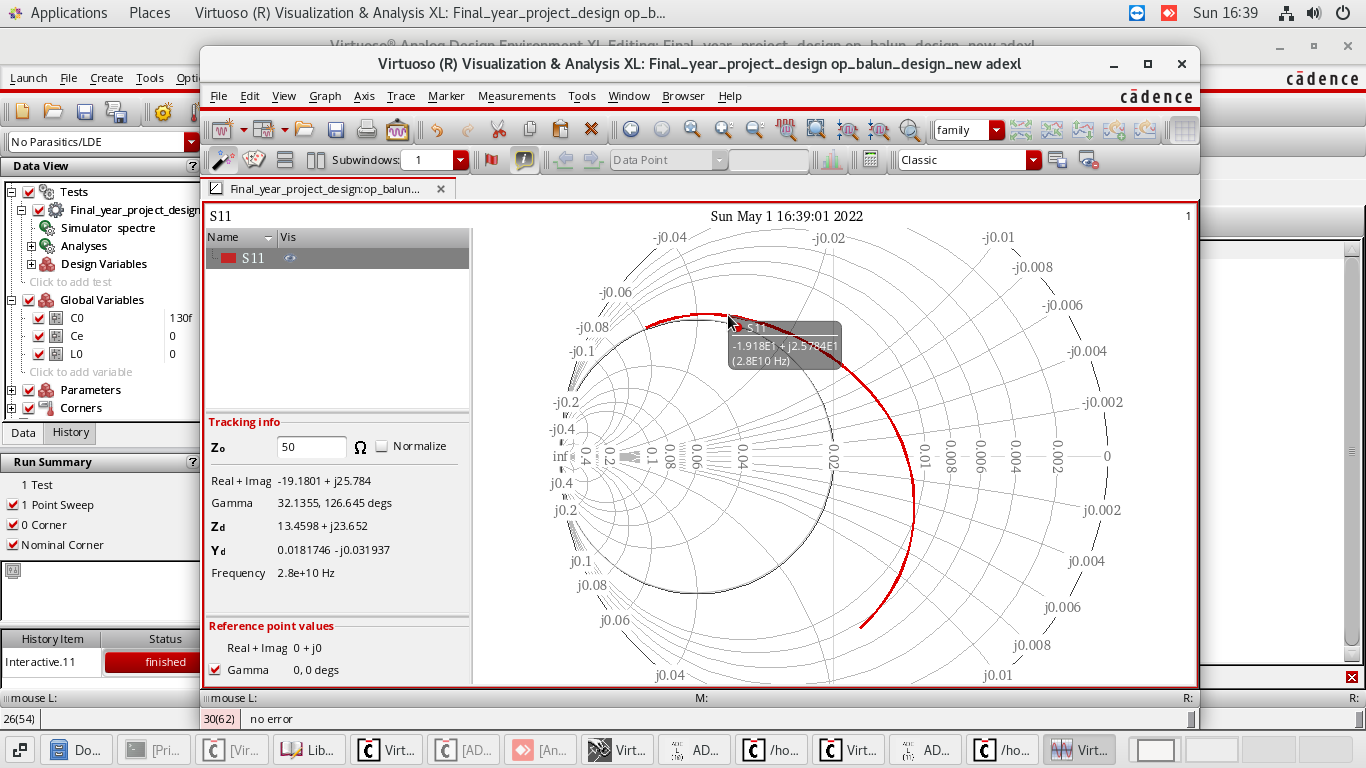 Applications Places Virtuoso (R) Visualization & Analysis XL: Final_year_project_design op_b... Sun 16:39
Virtuoso® Analog Design Environment XL Editing: Final_year_project_design op_balun_design_new adexl
Virtuoso (R) Visualization & Analysis XL: Final_year_project_design op_balun_design_new adexl
Launch File Create Tools Opti
cādence
File Edit View Graph Axis Trace Marker Measurements Tools Window Browser Help
cādence
family
No Parasitics/LDE
Subwindows: 1
Data Point
Classic
Data View ?
Final_year_project_design:op_balun...
Tests
Final_year_project_design
Simulator spectre
Analyses
Design Variables
Click to add test
Global Variables
C0 130f
Ce 0
L0 0
Click to add variable
Parameters
Corners
Data History
Run Summary ?
1 Test
1 Point Sweep
0 Corner
Nominal Corner
History Item Status
Interactive.11 finished
mouse L:
26(54)
S11 Sun May 1 16:39:01 2022 1
Name Vis
S11
Tracking info
Zo 50 Ω Normalize
Real + Imag -19.1801 + j25.784
Gamma 32.1355, 126.645 degs
Zd 13.4598 + j23.652
Yd 0.0181746 - j0.031937
Frequency 2.8e+10 Hz
Reference point values
Real + Imag 0 + j0
Gamma 0, 0 degs
-j0.04 -j0.02 -j0.01
-j0.008
-j0.06
-j0.006
-j0.08
-j0.1
-j0.004
-j0.2
-j0.002
-j0.4
inf 0.4 0.2 0.1 0.08 0.06 0.04 0.02 0.01 0.008 0.006 0.004 0.002 0
j0.4
j0.2
j0.002
j0.1
j0.004
j0.08
j0.006
j0.06
j0.008
j0.04 j0.01
S11
-1.918E1 + j2.5784E1
(2.8E10 Hz)
mouse L: M: R:
R:
30(62) no error
Do... [Pri... [Vir... Lib... Virt... [AD... [An... Virt... AD... /ho... Virt... AD... /ho... Virt...